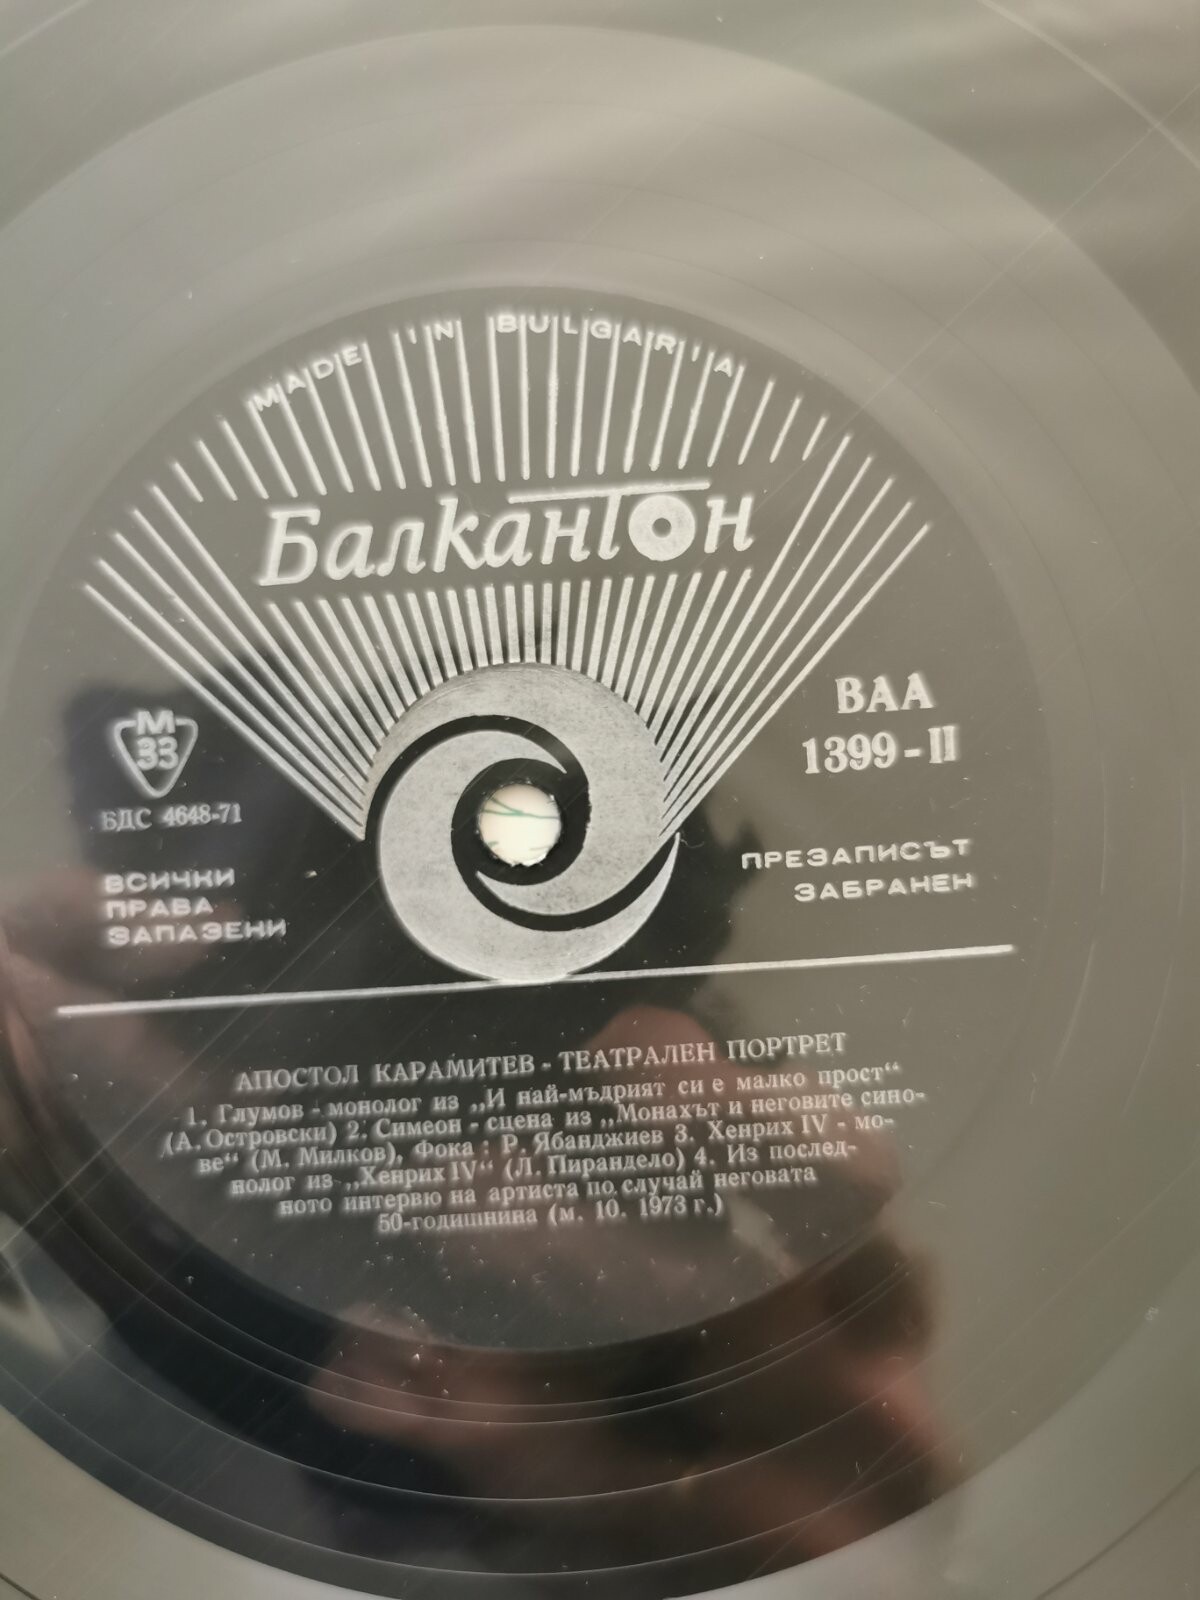 MADE IN BULGARIA
Балкантон
М
33
БДС 4648-71
ВСИЧКИ
ПРАВА
ЗАПАЗЕНИ
ВАА
1399-II
ПРЕЗАПИСЪТ
ЗАБРАНЕН
АПОСТОЛ КАРАМИТЕВ - ТЕАТРАЛЕН ПОРТРЕТ
1. Глумов - монолог из „И най-мъдрият си е малко прост“
(А. Островски) 2. Симеон - сцена из „Монахът и неговите сино-
ве“ (М. Милков), Фока : Р. Ябанджиев 3. Хенрих IV - мо-
нолог из „Хенрих IV“ (Л. Пирандело) 4. Из послед-
ното интервю на артиста по случай неговата
50-годишнина (м. 10. 1973 г.)